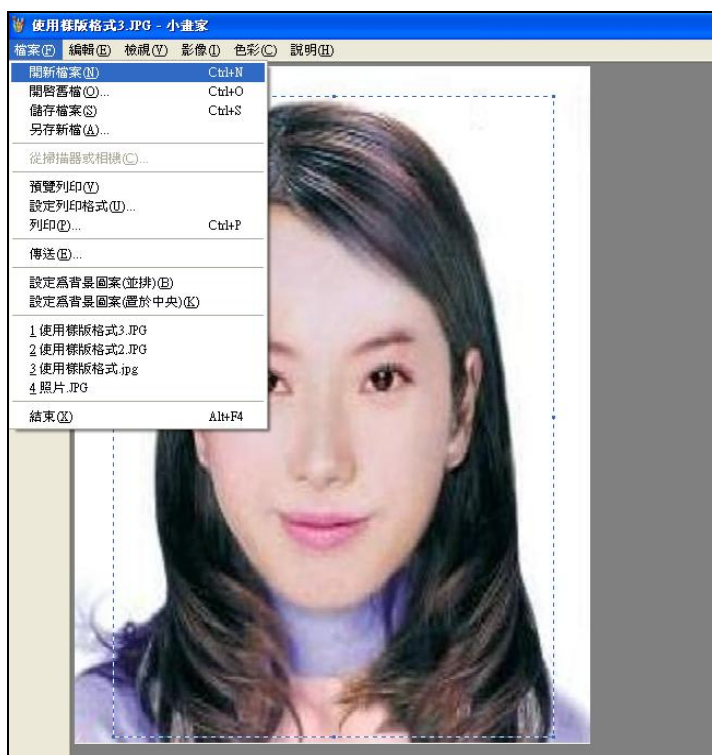 使用樣版格式3.JPG - 小畫家
檔案(F) 編輯(E) 檢視(V) 影像(I) 色彩(C) 說明(H)
開新檔案(N) Ctrl+N
開啓舊檔(O)... Ctrl+O
儲存檔案(S) Ctrl+S
另存新檔(A)...
從掃描器或相機(C)...
預覽列印(V)
設定列印格式(U)...
列印(P)... Ctrl+P
傳送(E)...
設定爲背景圖案(並排)(B)
設定爲背景圖案(置於中央)(K)
1 使用樣版格式3.JPG
2 使用樣版格式2.JPG
3 使用樣版格式.jpg
4 照片.JPG
結束(X) Alt+F4